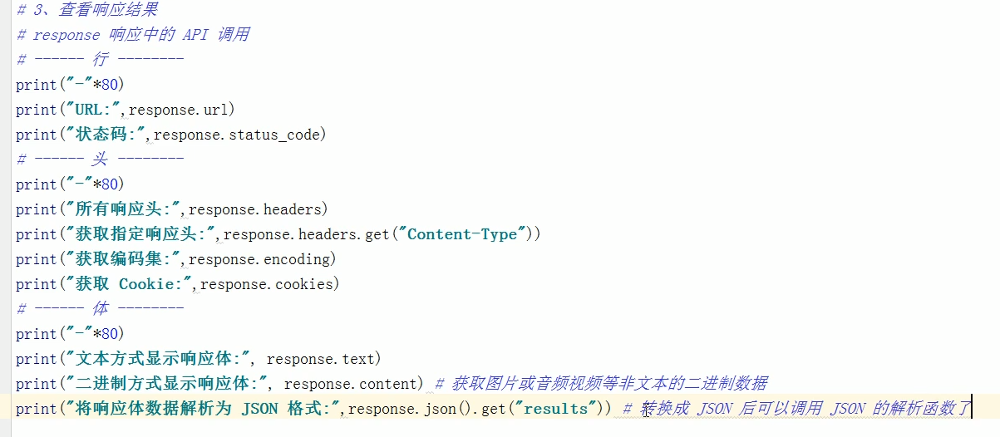 # 3、查看响应结果
# response 响应中的 API 调用
# ------ 行 --------
print("-"*80)
print("URL:",response.url)
print("状态码:",response.status_code)
# ------ 头 --------
print("-"*80)
print("所有响应头:",response.headers)
print("获取指定响应头:",response.headers.get("Content-Type"))
print("获取编码集:",response.encoding)
print("获取 Cookie:",response.cookies)
# ------ 体 --------
print("-"*80)
print("文本方式显示响应体:", response.text)
print("二进制方式显示响应体:", response.content) # 获取图片或音频视频等非文本的二进制数据
print("将响应体数据解析为 JSON 格式:",response.json().get("results")) # 转换成 JSON 后可以调用 JSON 的解析函数了